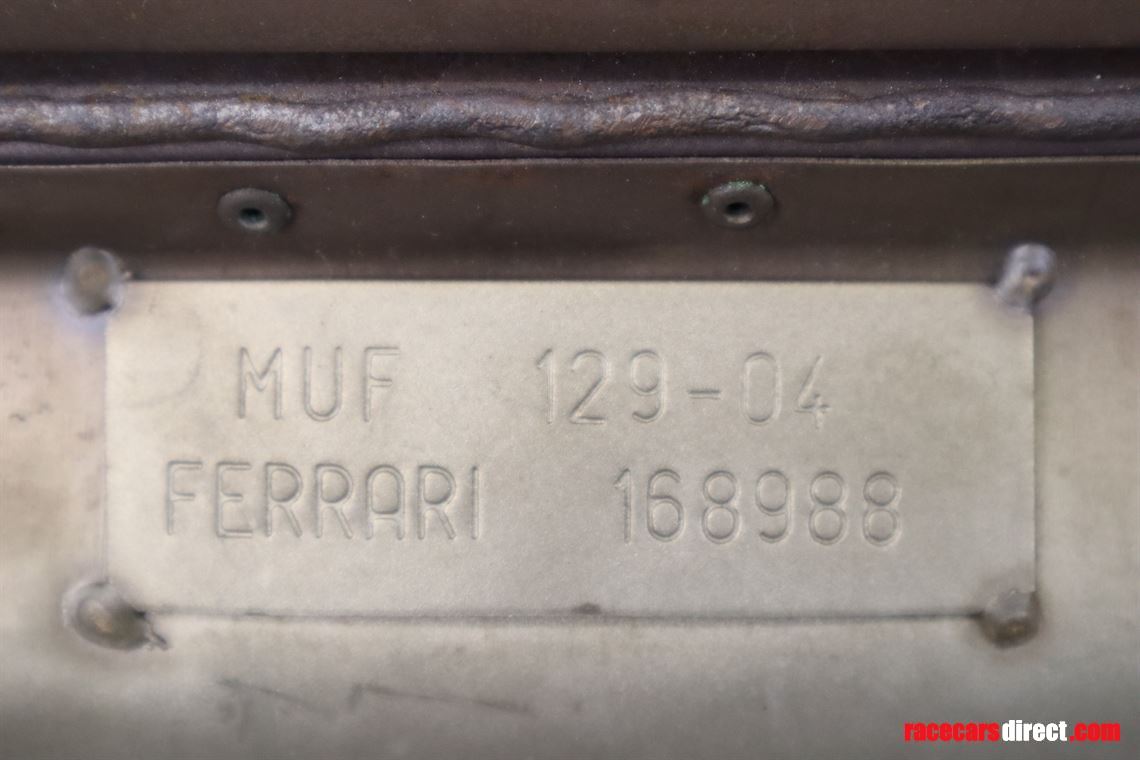 MUF 129-04
FERRARI 168988
racecarsdirect.com